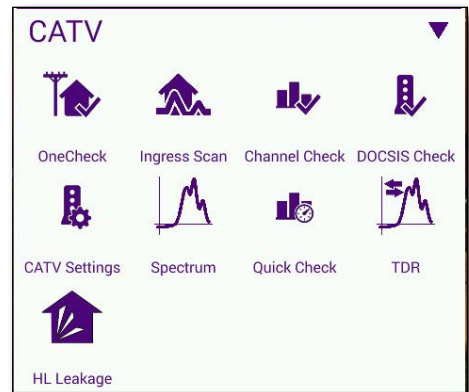 CATV
OneCheck
Ingress Scan
Channel Check
DOCSIS Check
CATV Settings
Spectrum
Quick Check
TDR
HL Leakage